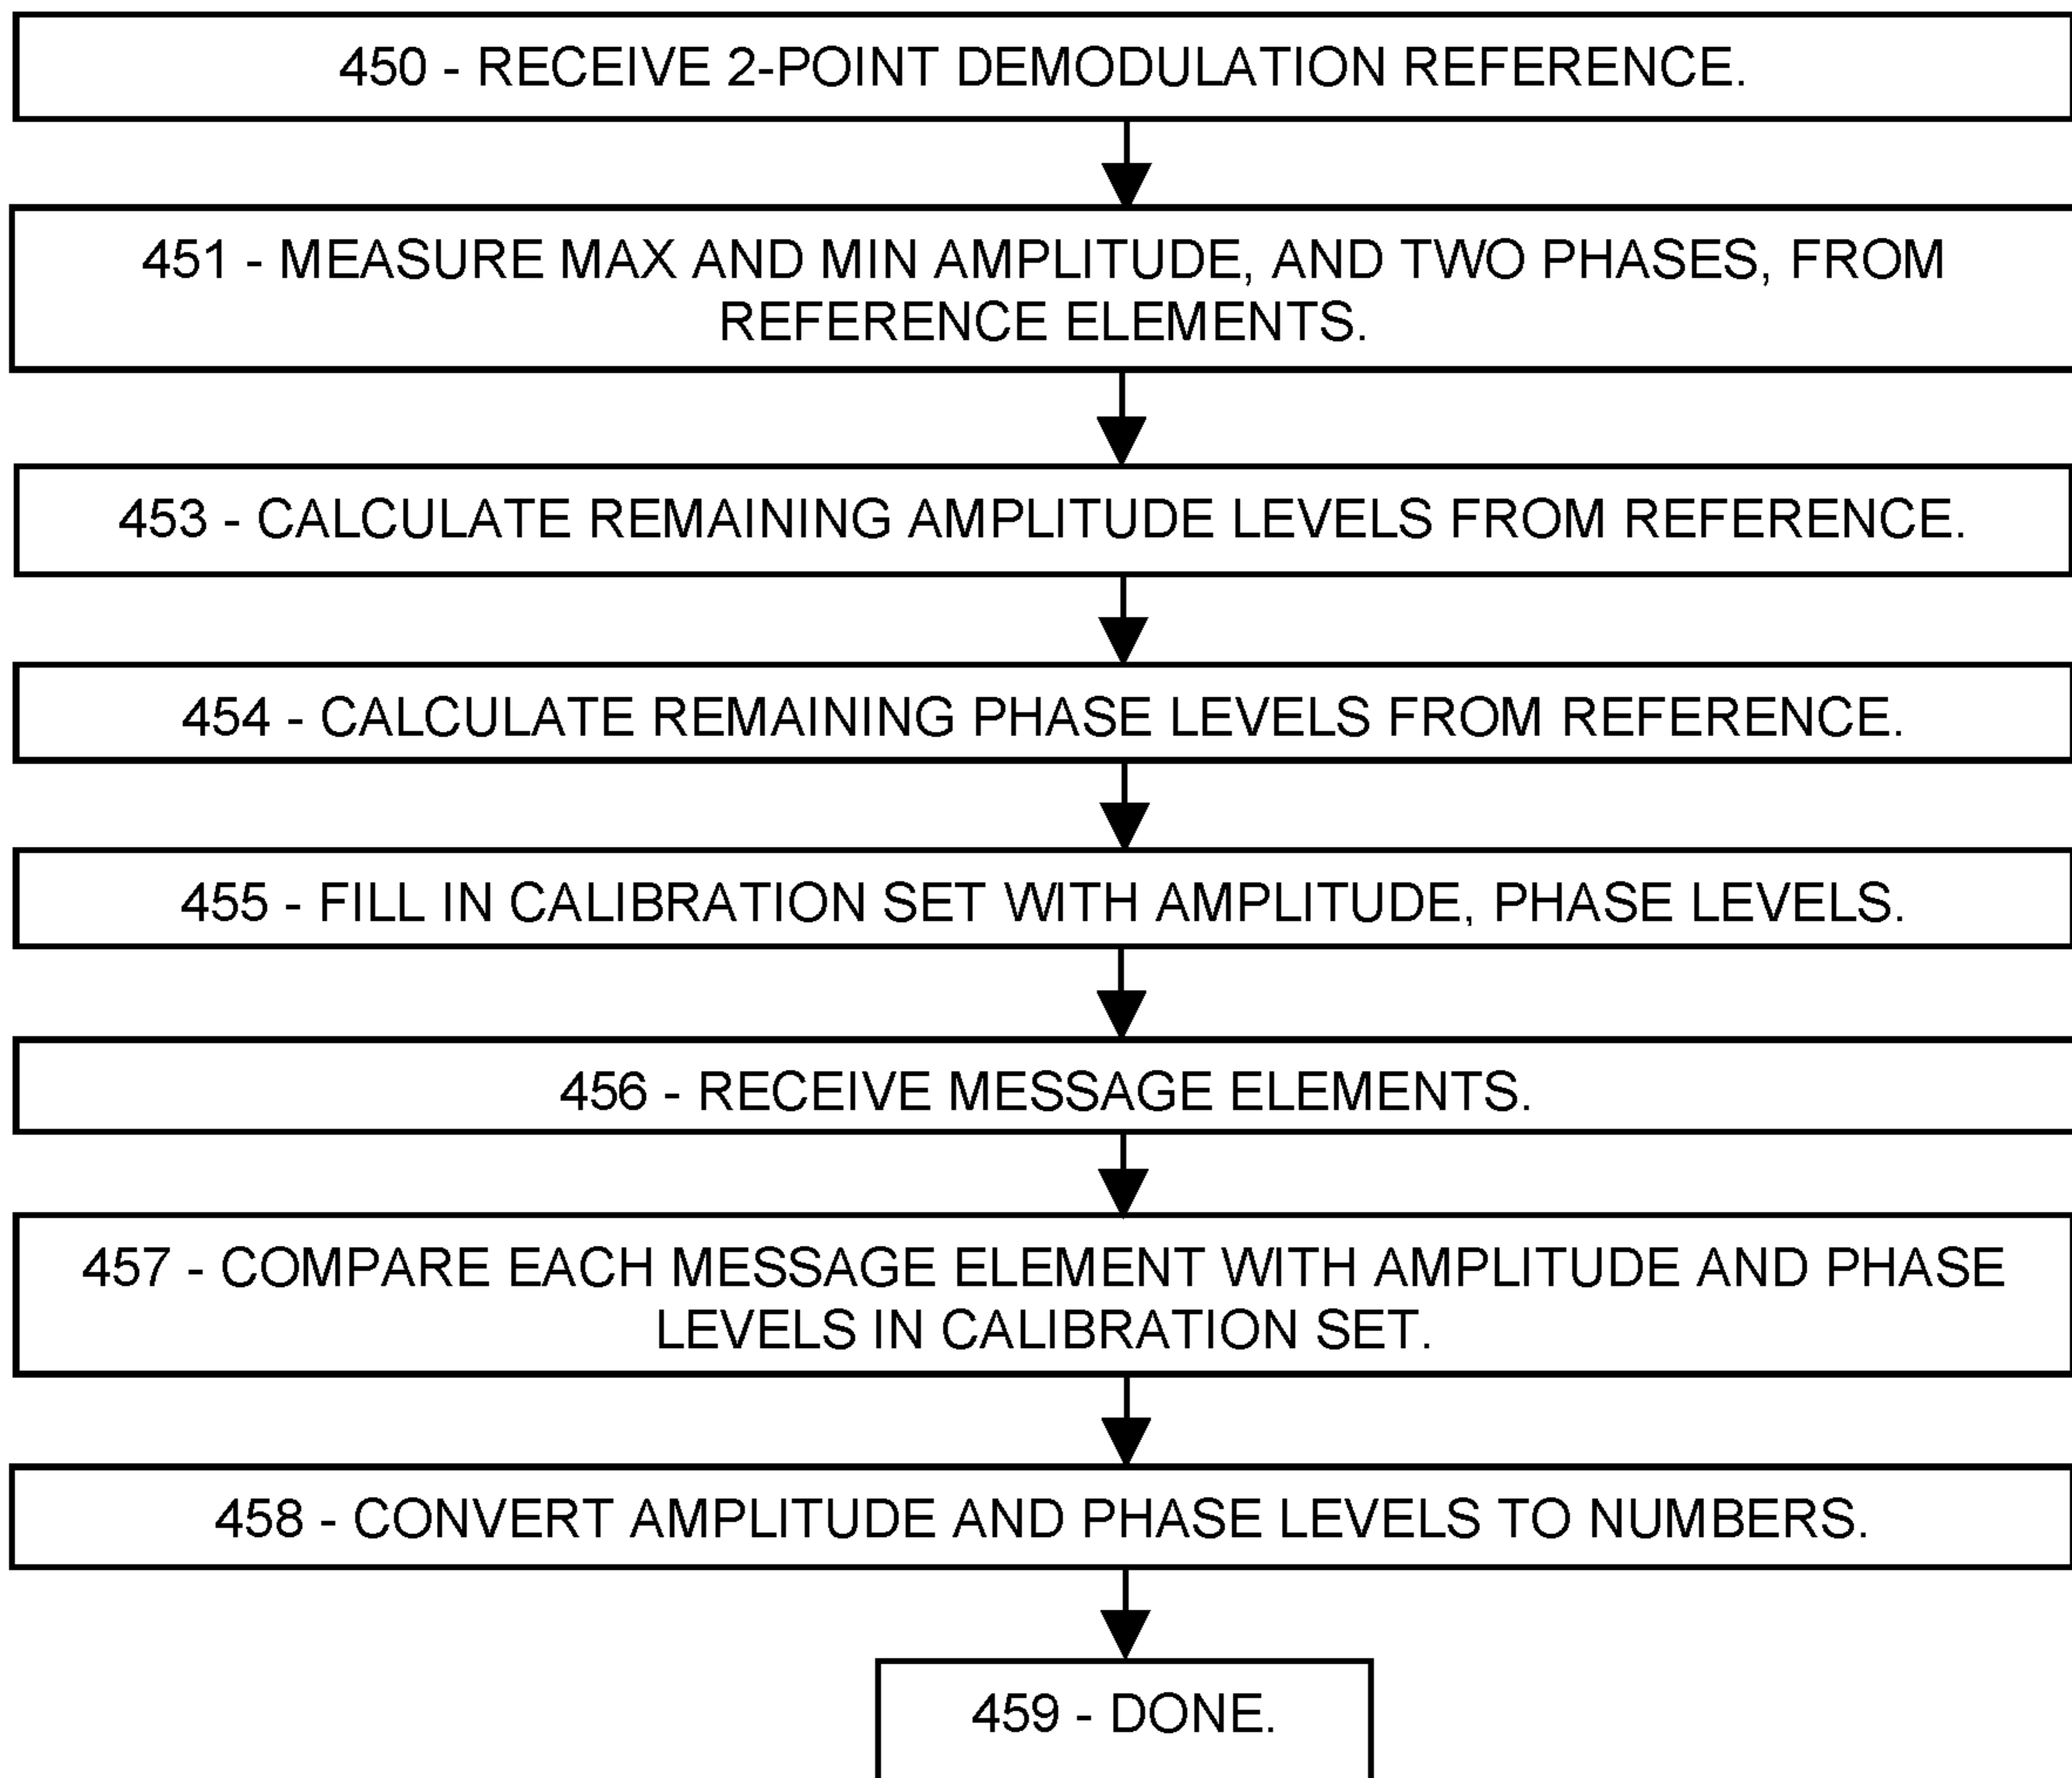 450 - RECEIVE 2-POINT DEMODULATION REFERENCE.
451 - MEASURE MAX AND MIN AMPLITUDE, AND TWO PHASES, FROM
REFERENCE ELEMENTS.
453 - CALCULATE REMAINING AMPLITUDE LEVELS FROM REFERENCE.
454 - CALCULATE REMAINING PHASE LEVELS FROM REFERENCE.
455 - FILL IN CALIBRATION SET WITH AMPLITUDE, PHASE LEVELS.
456 - RECEIVE MESSAGE ELEMENTS.
457 - COMPARE EACH MESSAGE ELEMENT WITH AMPLITUDE AND PHASE
LEVELS IN CALIBRATION SET.
458 - CONVERT AMPLITUDE AND PHASE LEVELS TO NUMBERS.
459 - DONE.